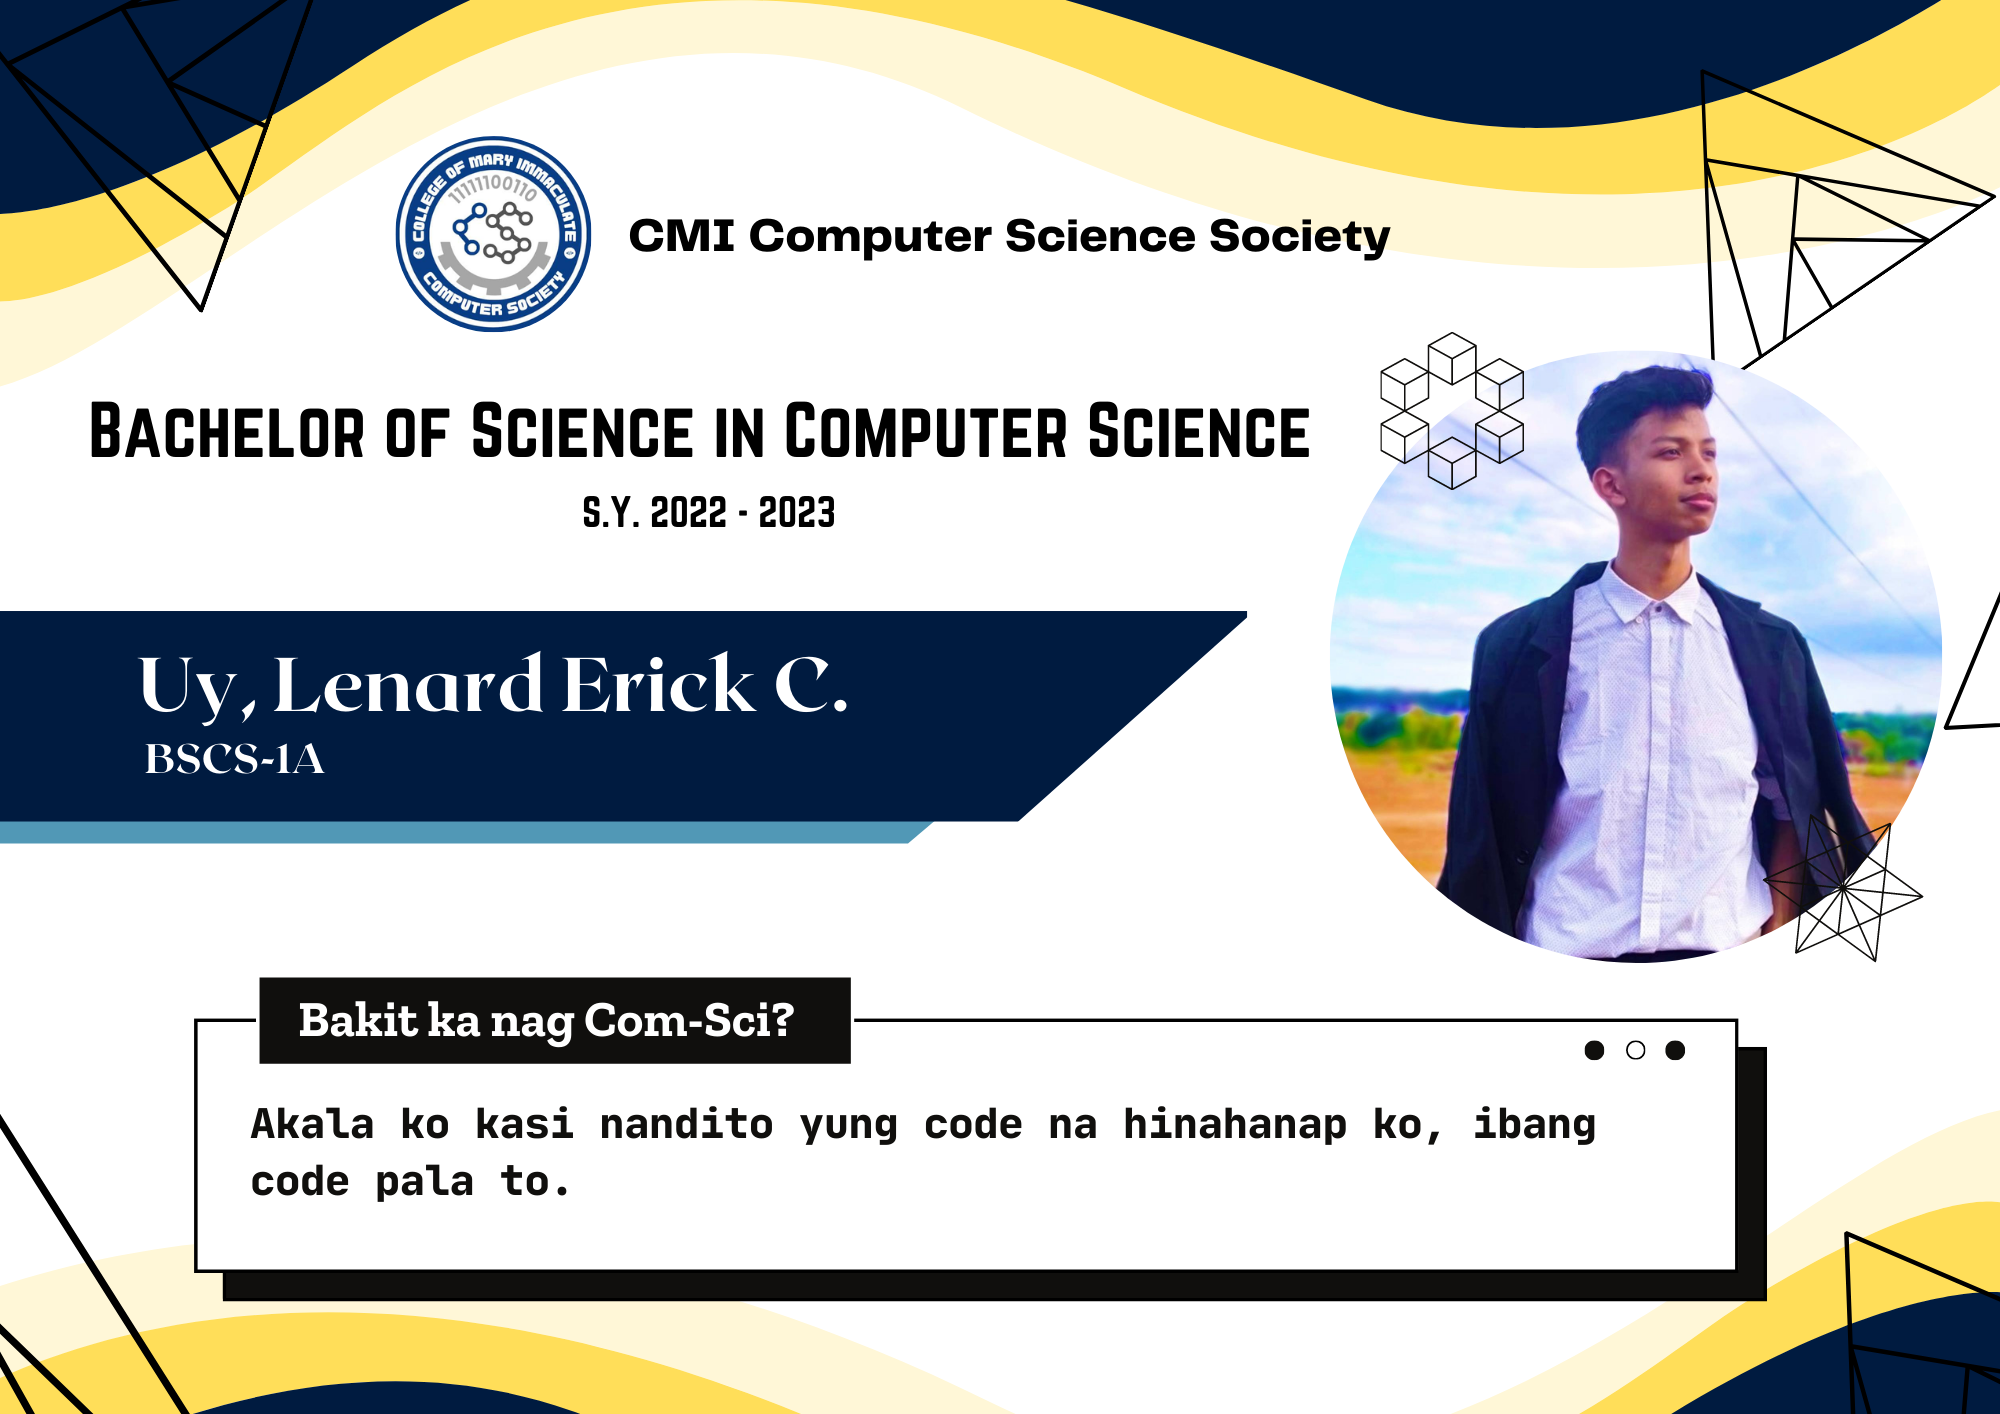 COLLEGE OF MARY IMMACULATE
11111100110
COMPUTER SOCIETY
CMI Computer Science Society
Bachelor of Science in Computer Science
S.Y. 2022 - 2023
Uy, Lenard Erick C.
BSCS-1A
Bakit ka nag Com-Sci?
Akala ko kasi nandito yung code na hinahanap ko, ibang
code pala to.